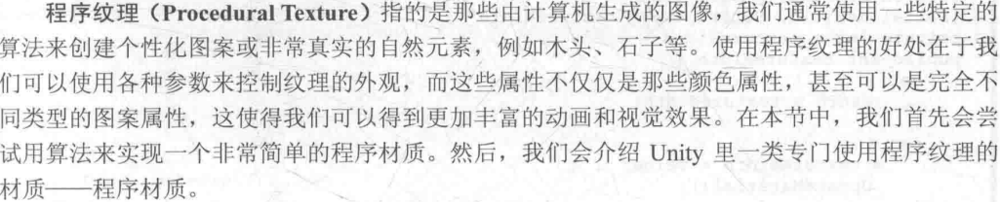 程序纹理（Procedural Texture）指的是那些由计算机生成的图像，我们通常使用一些特定的
算法来创建个性化图案或非常真实的自然元素，例如木头、石子等。使用程序纹理的好处在于我
们可以使用各种参数来控制纹理的外观，而这些属性不仅仅是那些颜色属性，甚至可以是完全不
同类型的图案属性，这使得我们可以得到更加丰富的动画和视觉效果。在本节中，我们首先会尝
试用算法来实现一个非常简单的程序材质。然后，我们会介绍 Unity 里一类专门使用程序纹理的
材质——程序材质。